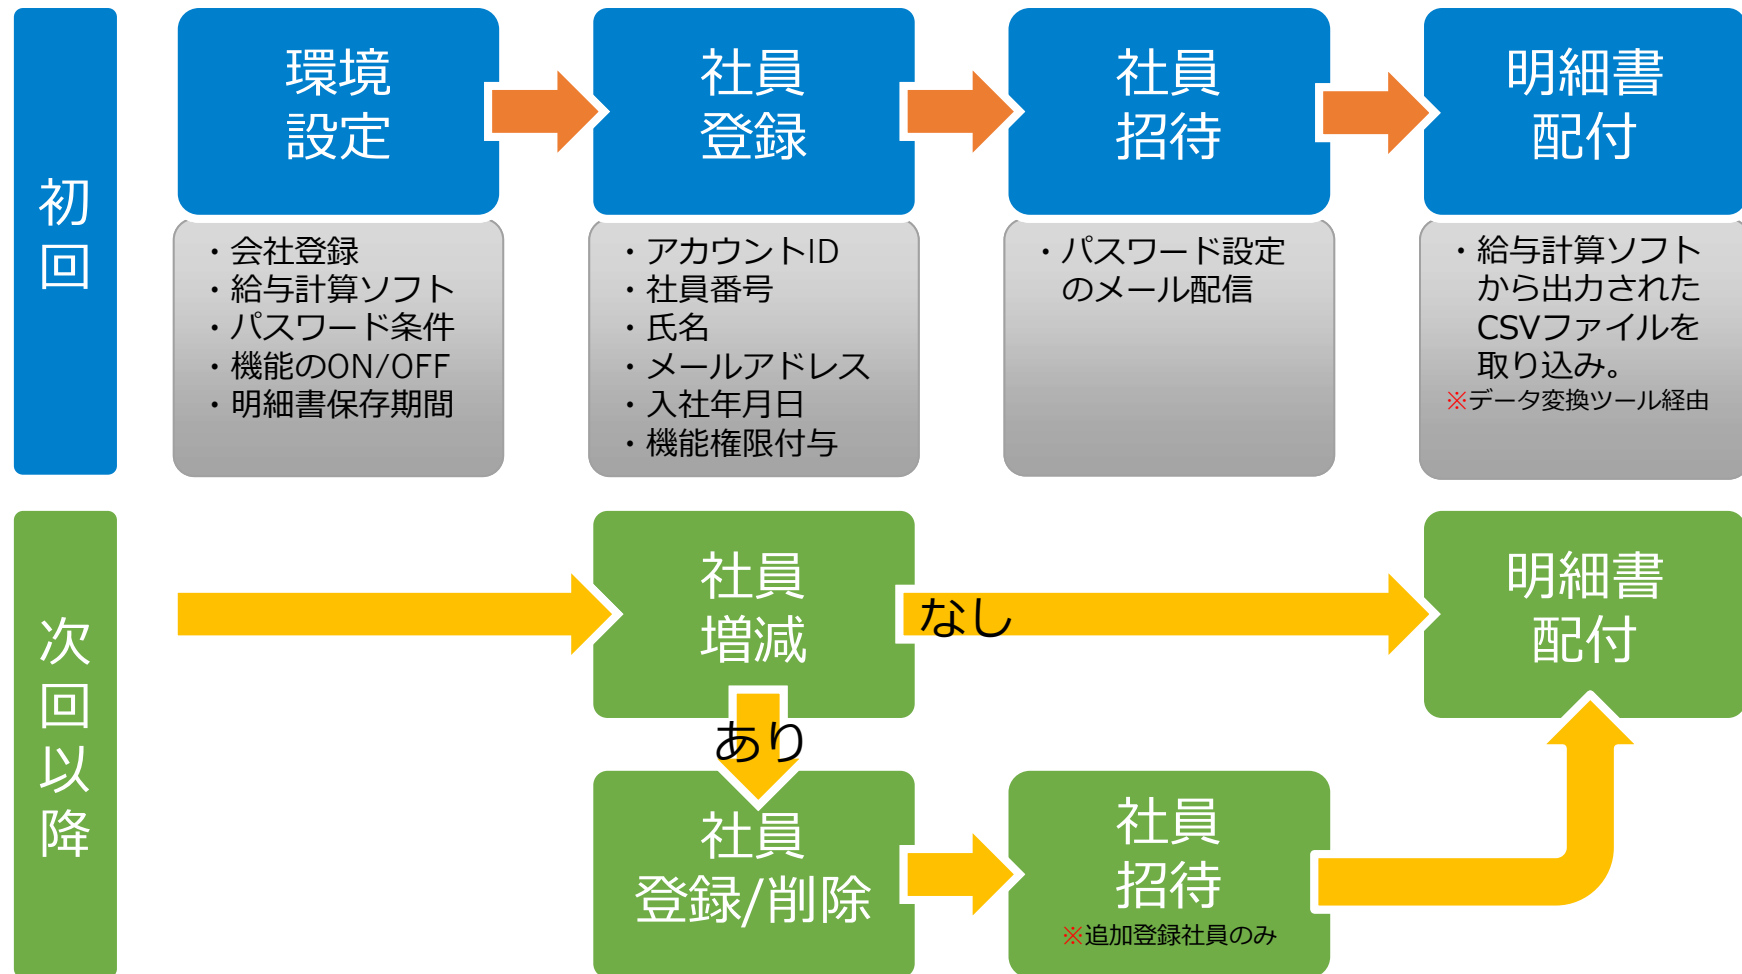 初
回
環境
設定
・会社登録
・給与計算ソフト
・パスワード条件
・機能のON/OFF
・明細書保存期間
社員
登録
・アカウントID
・社員番号
・氏名
・メールアドレス
・入社年月日
・機能権限付与
社員
招待
・パスワード設定
のメール配信
明細書
配付
・給与計算ソフト
から出力された
CSVファイルを
取り込み。
※データ変換ツール経由
次
回
以
降
社員
増減
なし
明細書
配付
あり
社員
登録/削除
社員
招待
※追加登録社員のみ